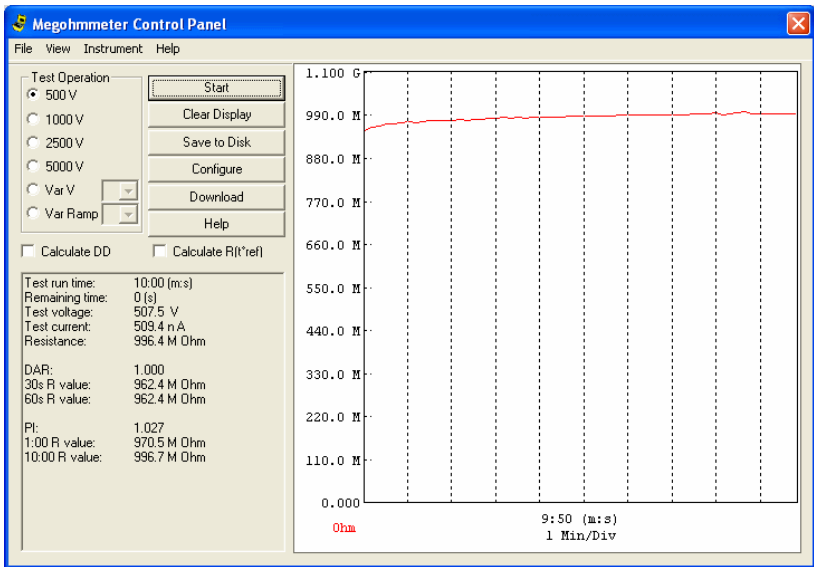 Megohmmeter Control Panel
File View Instrument Help
Test Operation
500 V
1000 V
2500 V
5000 V
Var V
Var Ramp
Start
Clear Display
Save to Disk
Configure
Download
Help
Calculate DD
Calculate R(t*ref)
Test run time: 10:00 (m:s)
Remaining time: 0 (s)
Test voltage: 507.5 V
Test current: 509.4 n A
Resistance: 996.4 M Ohm
DAR: 1.000
30s R value: 962.4 M Ohm
60s R value: 962.4 M Ohm
PI: 1.027
1:00 R value: 970.5 M Ohm
10:00 R value: 996.7 M Ohm
1.100 G
990.0 M
880.0 M
770.0 M
660.0 M
550.0 M
440.0 M
330.0 M
220.0 M
110.0 M
0.000
Ohm
9:50 (m:s)
1 Min/Div